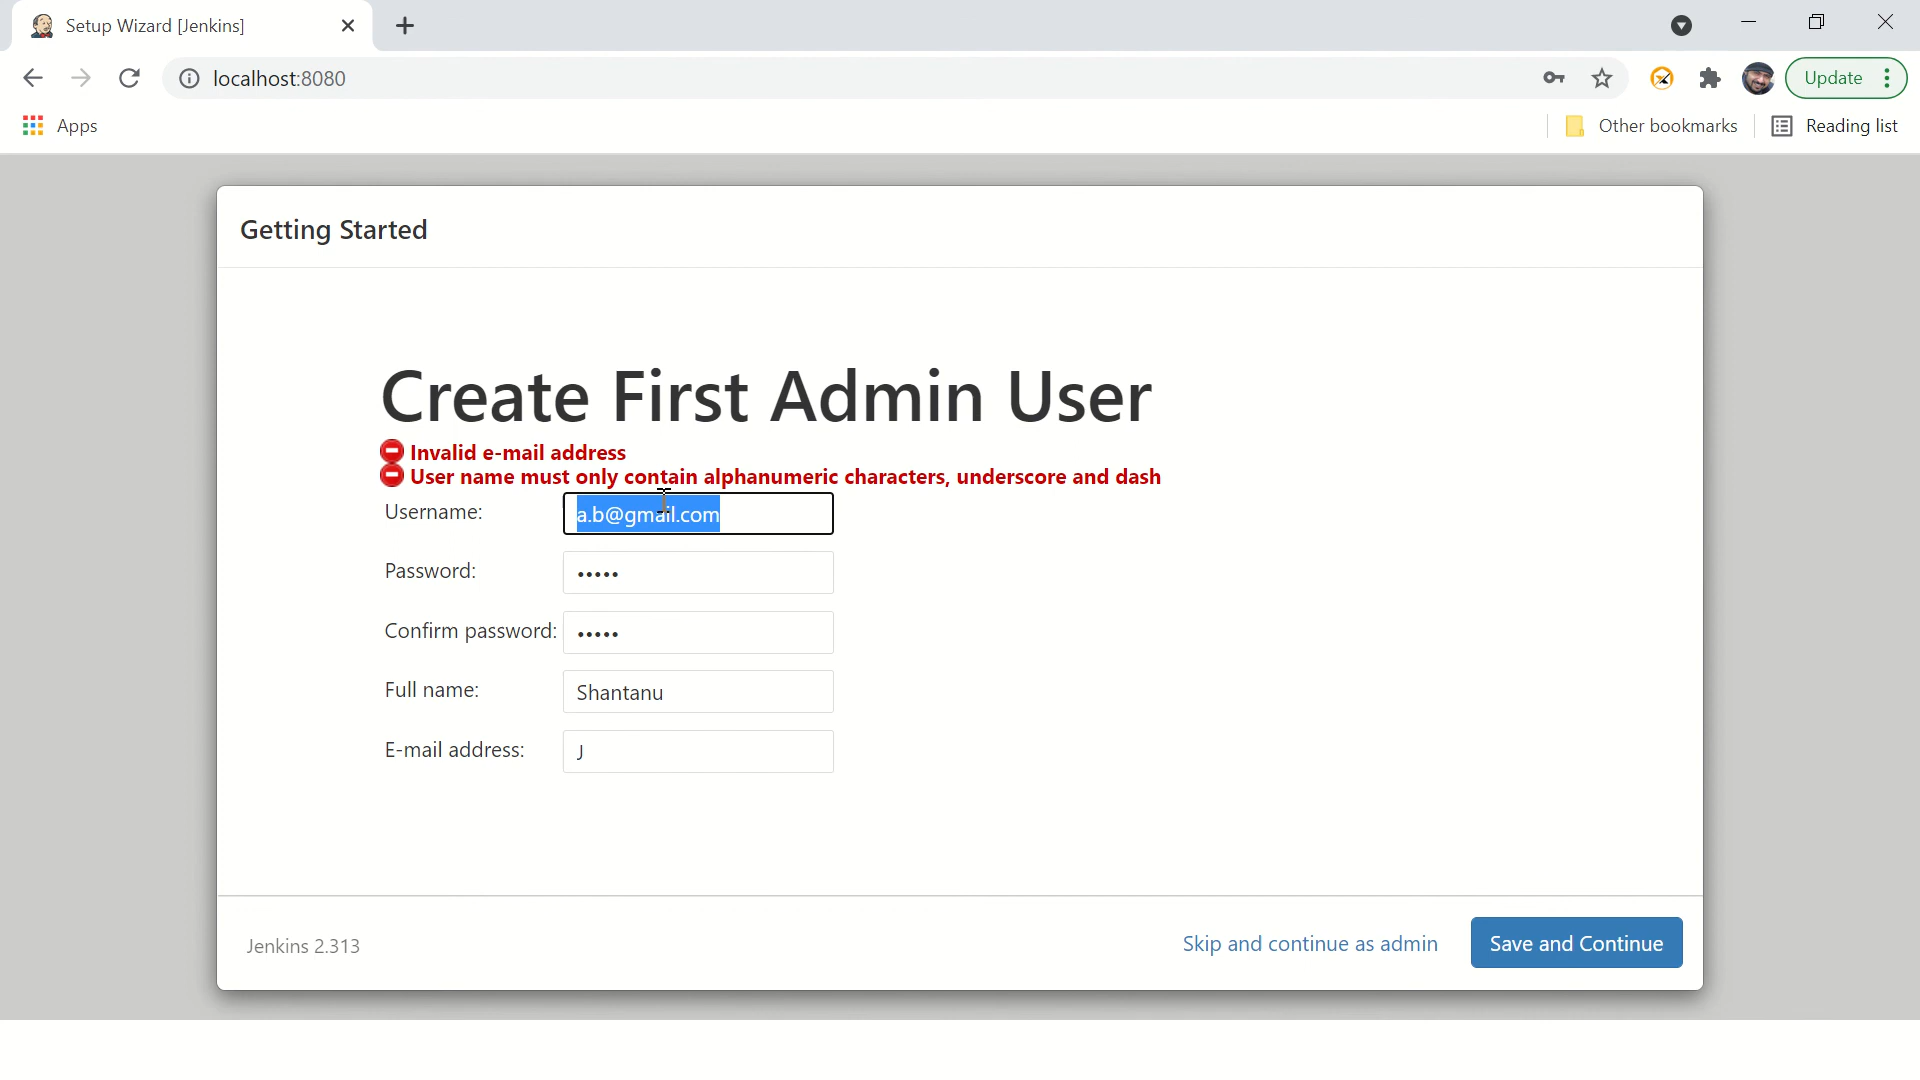 Setup Wizard [Jenkins]
localhost:8080
Update
Apps
Other bookmarks
Reading list
Getting Started
Create First Admin User
Invalid e-mail address
User name must only contain alphanumeric characters, underscore and dash
Username: a.b@gmail.com
Password: •••••
Confirm password: •••••
Full name: Shantanu
E-mail address: J
Jenkins 2.313
Skip and continue as admin
Save and Continue